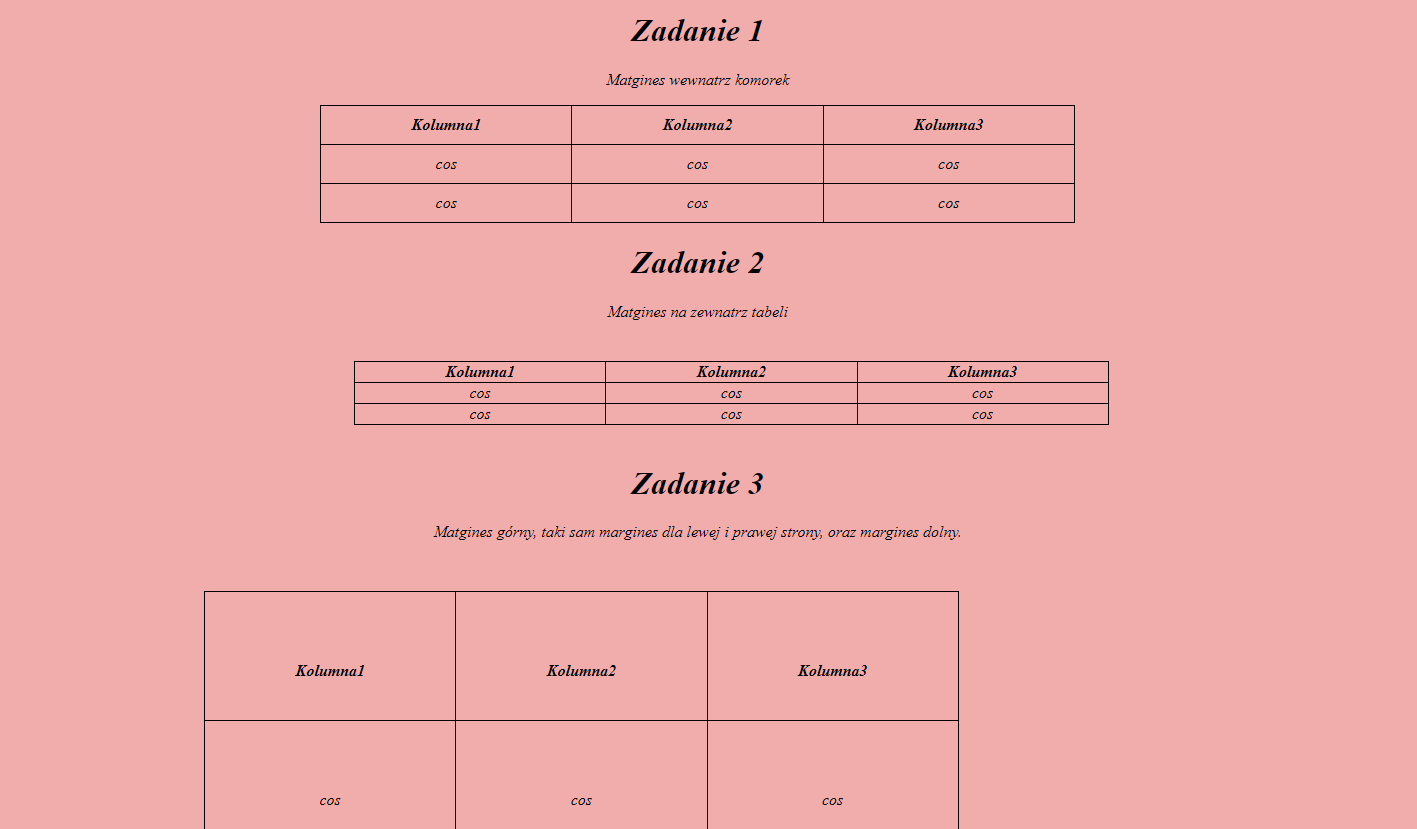 Zadanie 1
Matgines wewnatrz komorek
Kolumna1 Kolumna2 Kolumna3
cos cos cos
cos cos cos
Zadanie 2
Matgines na zewnatrz tabeli
Kolumna1 Kolumna2 Kolumna3
cos cos cos
cos cos cos
Zadanie 3
Matgines górny, taki sam margines dla lewej i prawej strony, oraz margines dolny.
Kolumna1 Kolumna2 Kolumna3
cos cos cos